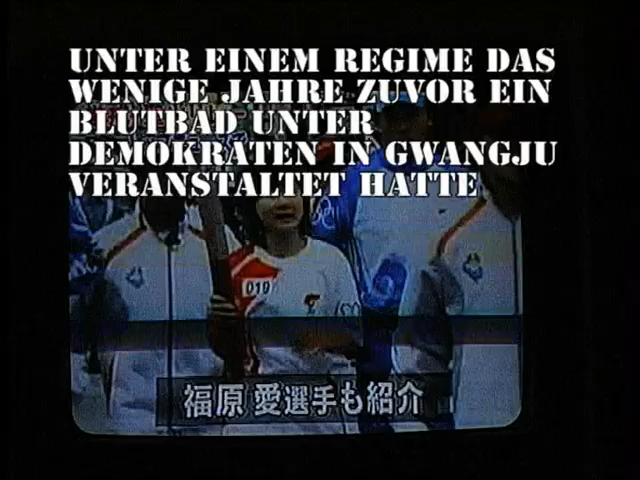 UNTER EINEM REGIME DAS
WENIGE JAHRE ZUVOR EIN
BLUTBAD UNTER
DEMOKRATEN IN GWANGJU
VERANSTALTET HATTE
010
福原 愛選手も紹介